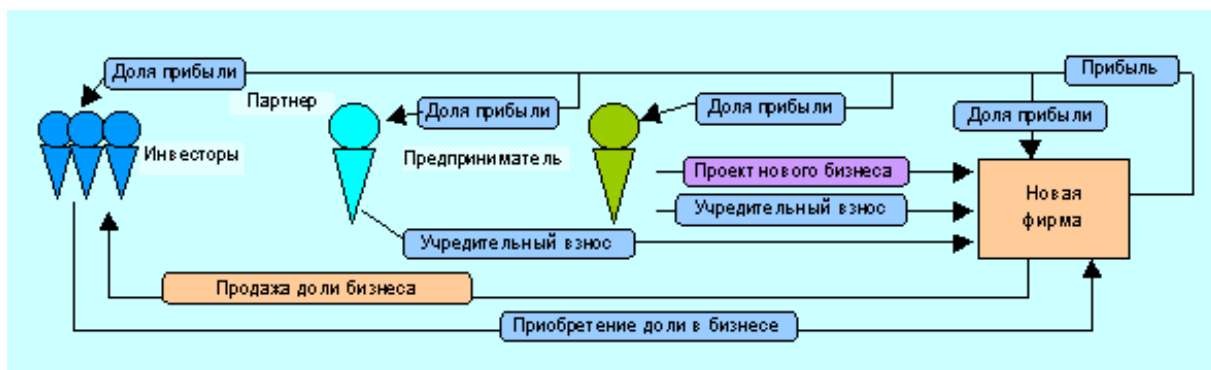 Доля прибыли
Прибыль
Партнер
Доля прибыли
Доля прибыли
Доля прибыли
Инвесторы
Предприниматель
Проект нового бизнеса
Новая
фирма
Учредительный взнос
Учредительный взнос
Продажа доли бизнеса
Приобретение доли в бизнесе